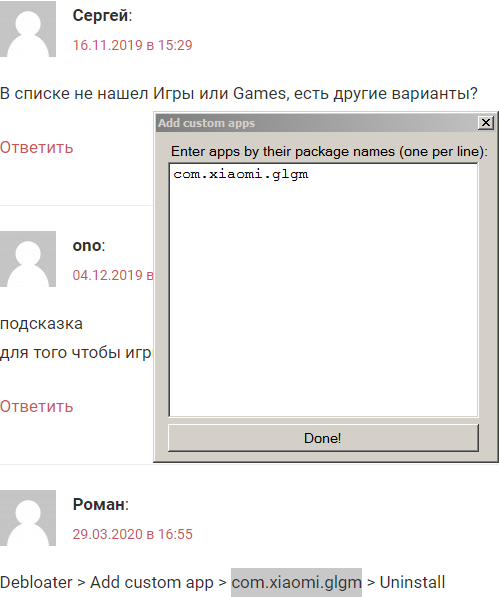 Сергей:
16.11.2019 в 15:29
В списке не нашел Игры или Games, есть другие варианты?
Ответить
Add custom apps
Enter apps by their package names (one per line):
com.xiaomi.glgm
Done!
ono:
04.12.2019 в
подсказка
для того чтобы игр
Ответить
Роман:
29.03.2020 в 16:55
Debloater > Add custom app > com.xiaomi.glgm > Uninstall